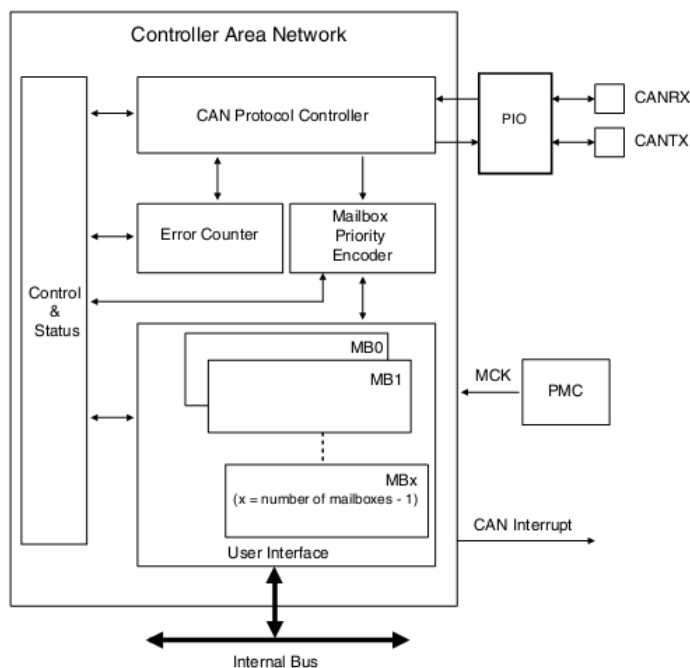 Controller Area Network
CAN Protocol Controller
PIO
CANRX
CANTX
Error Counter
Mailbox
Priority
Encoder
Control
&
Status
MB0
MB1
MCK
PMC
MBx
(x = number of mailboxes - 1)
CAN Interrupt
User Interface
Internal Bus